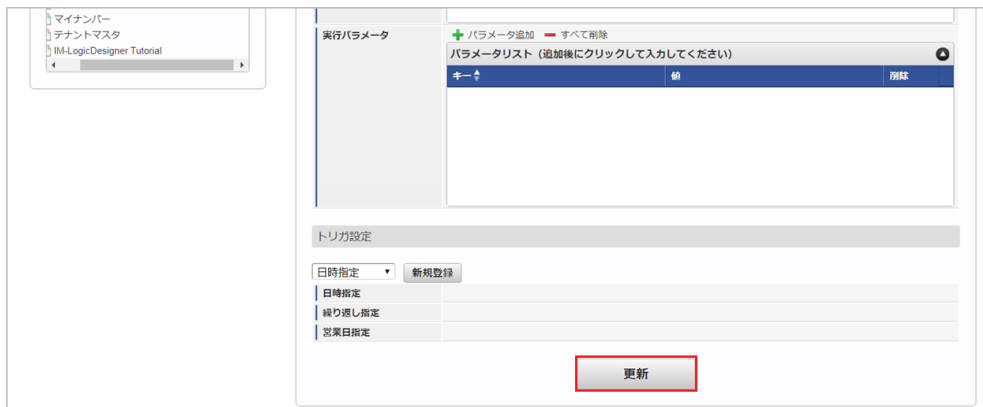 マイナンバー
テナントマスタ
IM-LogicDesigner Tutorial
実行パラメータ
パラメータ追加 すべて削除
パラメータリスト（追加後にクリックして入力してください）
キー 値 削除
トリガ設定
日時指定 新規登録
日時指定
繰り返し指定
営業日指定
更新